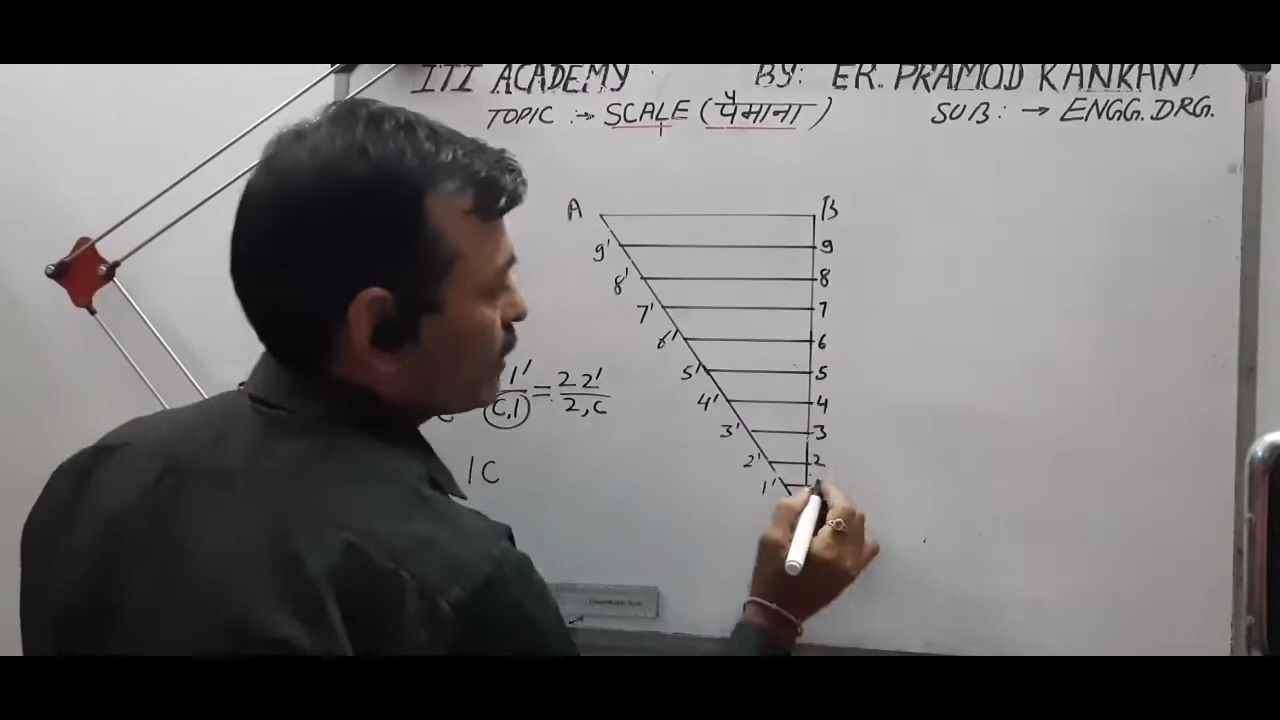 ITI ACADEMY BY: ER. PRAMOD KANKANI
TOPIC :→ SCALE (पैमाना) SUB: → ENGG. DRG.
A B
9' 9
8' 8
7' 7
6' 6
5' 5
1'/C,1 = 22'/2,C
4' 4
3' 3
2' 2
1C
1'